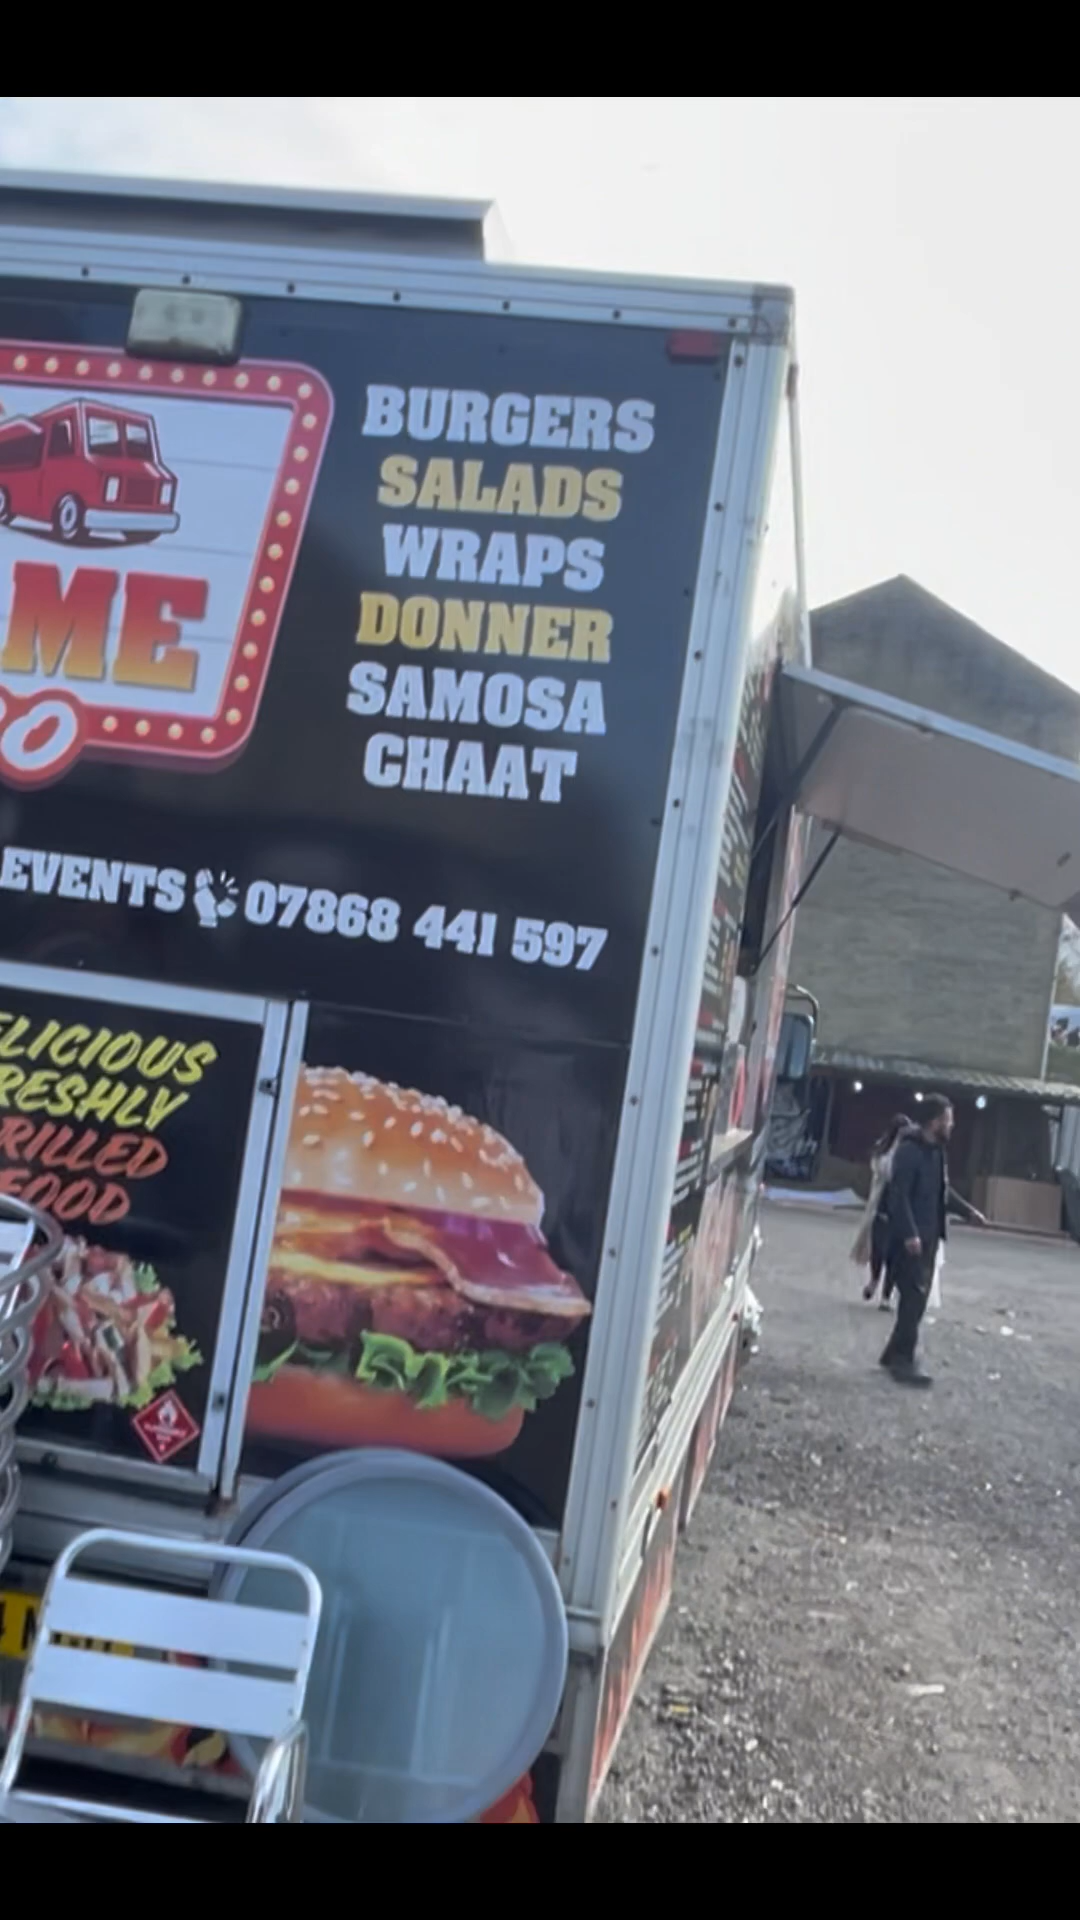 BURGERS
SALADS
WRAPS
DONNER
SAMOSA
CHAAT
ME
EVENTS 07868 441 597
ELICIOUS
RESHLY
RILLED
FOOD